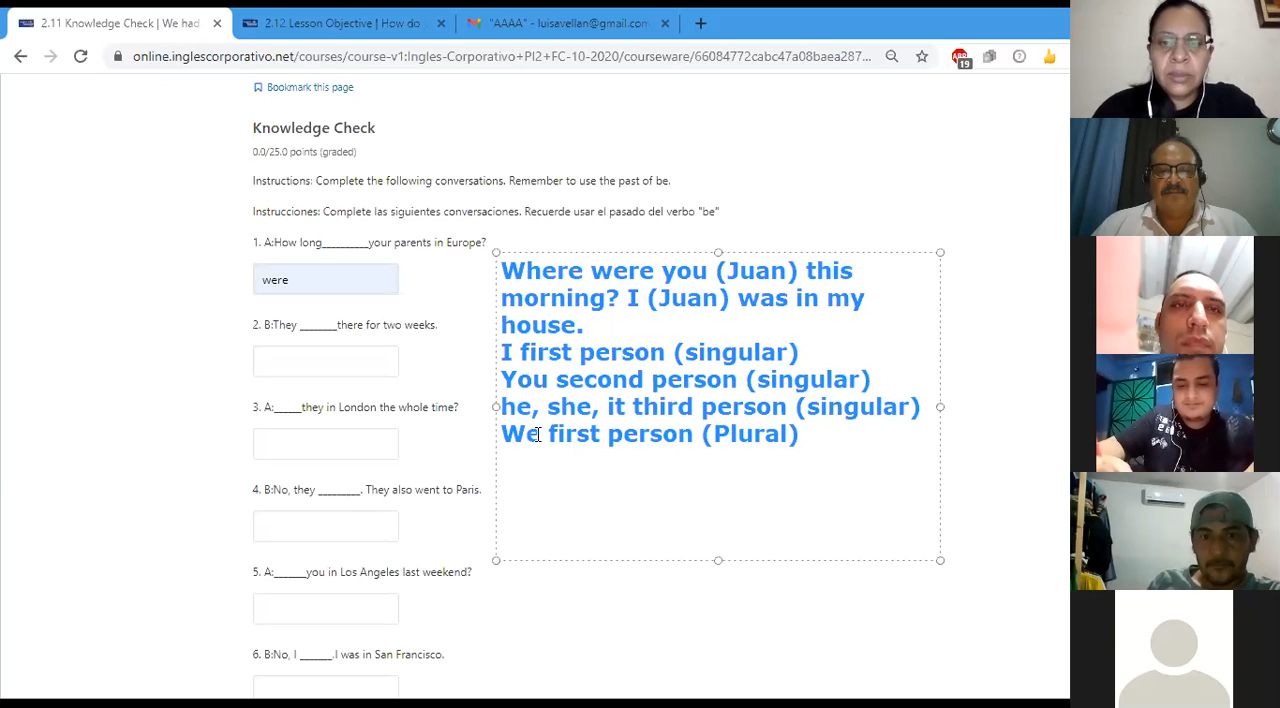 2.11 Knowledge Check | We had
2.12 Lesson Objective | How do
"AAAA" - luisavellan@gmail.com
online.inglescorporativo.net/courses/course-v1:Ingles-Corporativo+PI2+FC-10-2020/courseware/66084772cabc47a08baea287...
19
Bookmark this page
Knowledge Check
0.0/25.0 points (graded)
Instructions: Complete the following conversations. Remember to use the past of be.
Instrucciones: Complete las siguientes conversaciones. Recuerde usar el pasado del verbo "be"
1. A:How long__________your parents in Europe?
were
2. B:They _______there for two weeks.
3. A:_____they in London the whole time?
4. B:No, they _________. They also went to Paris.
5. A:______you in Los Angeles last weekend?
6. B:No, I _______.I was in San Francisco.
Where were you (Juan) this
morning? I (Juan) was in my
house.
I first person (singular)
You second person (singular)
he, she, it third person (singular)
We first person (Plural)